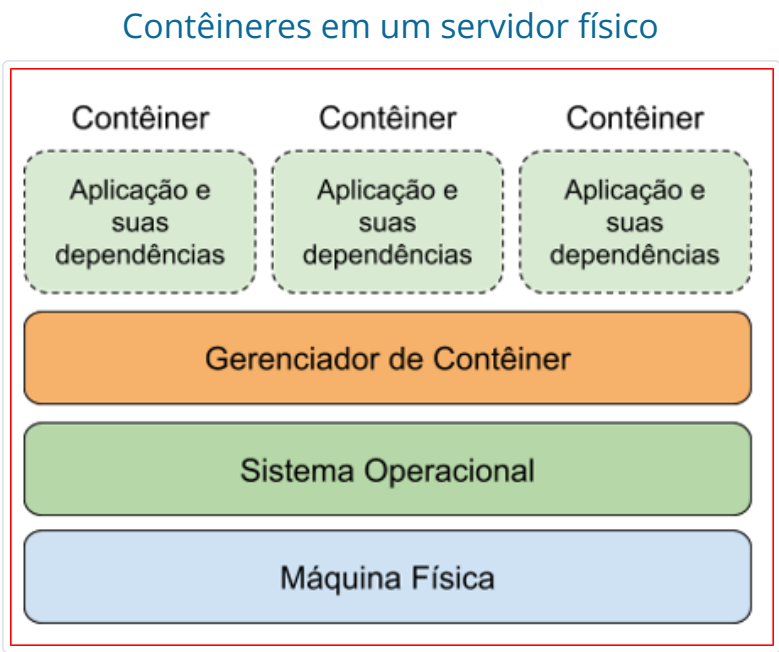 Contêineres em um servidor físico
Contêiner
Contêiner
Contêiner
Aplicação e
suas
dependências
Aplicação e
suas
dependências
Aplicação e
suas
dependências
Gerenciador de Contêiner
Sistema Operacional
Máquina Física